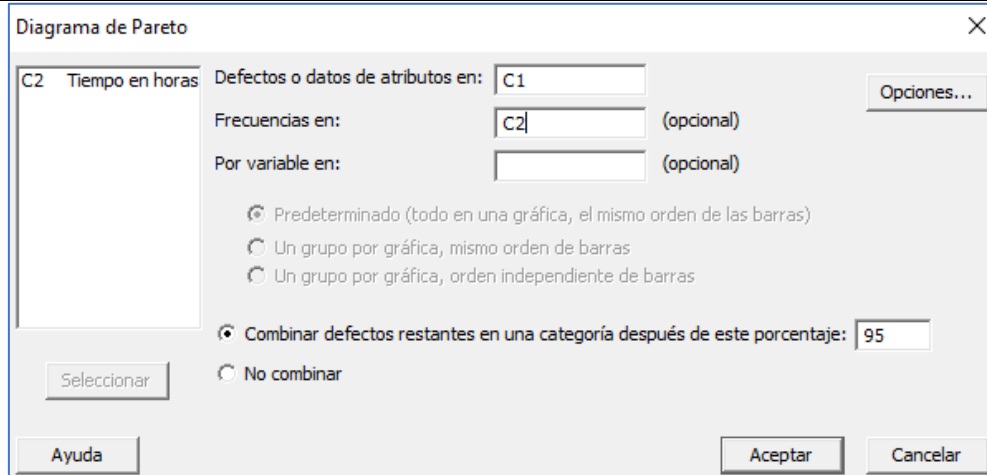 Diagrama de Pareto
C2 Tiempo en horas
Defectos o datos de atributos en: C1
Opciones...
Frecuencias en: C2 (opcional)
Por variable en: (opcional)
Predeterminado (todo en una gráfica, el mismo orden de las barras)
Un grupo por gráfica, mismo orden de barras
Un grupo por gráfica, orden independiente de barras
Combinar defectos restantes en una categoría después de este porcentaje: 95
No combinar
Seleccionar
Ayuda
Aceptar
Cancelar